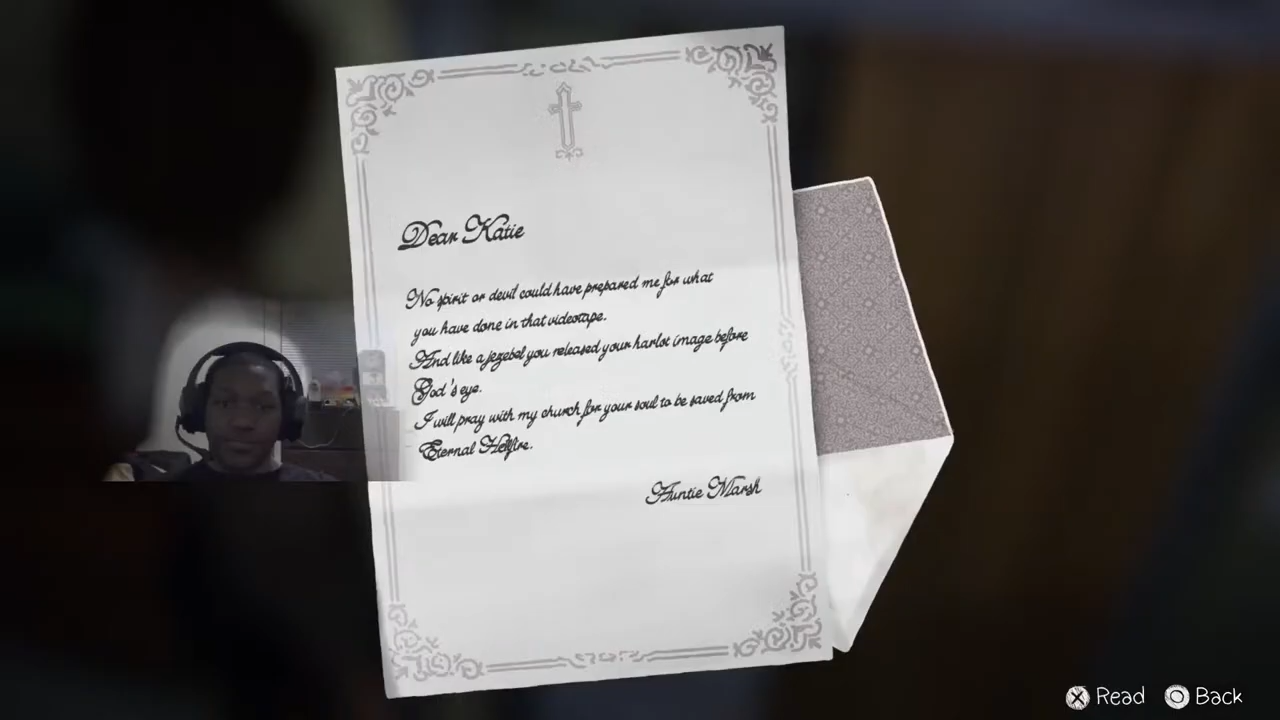 Dear Katie
No spirit or devil could have prepared me for what
you have done in that videotape.
And like a jezebel you released your harlot image before
God's eye.
I will pray with my church for your soul to be saved from
Eternal Hellfire.
Auntie Marsh
Read Back